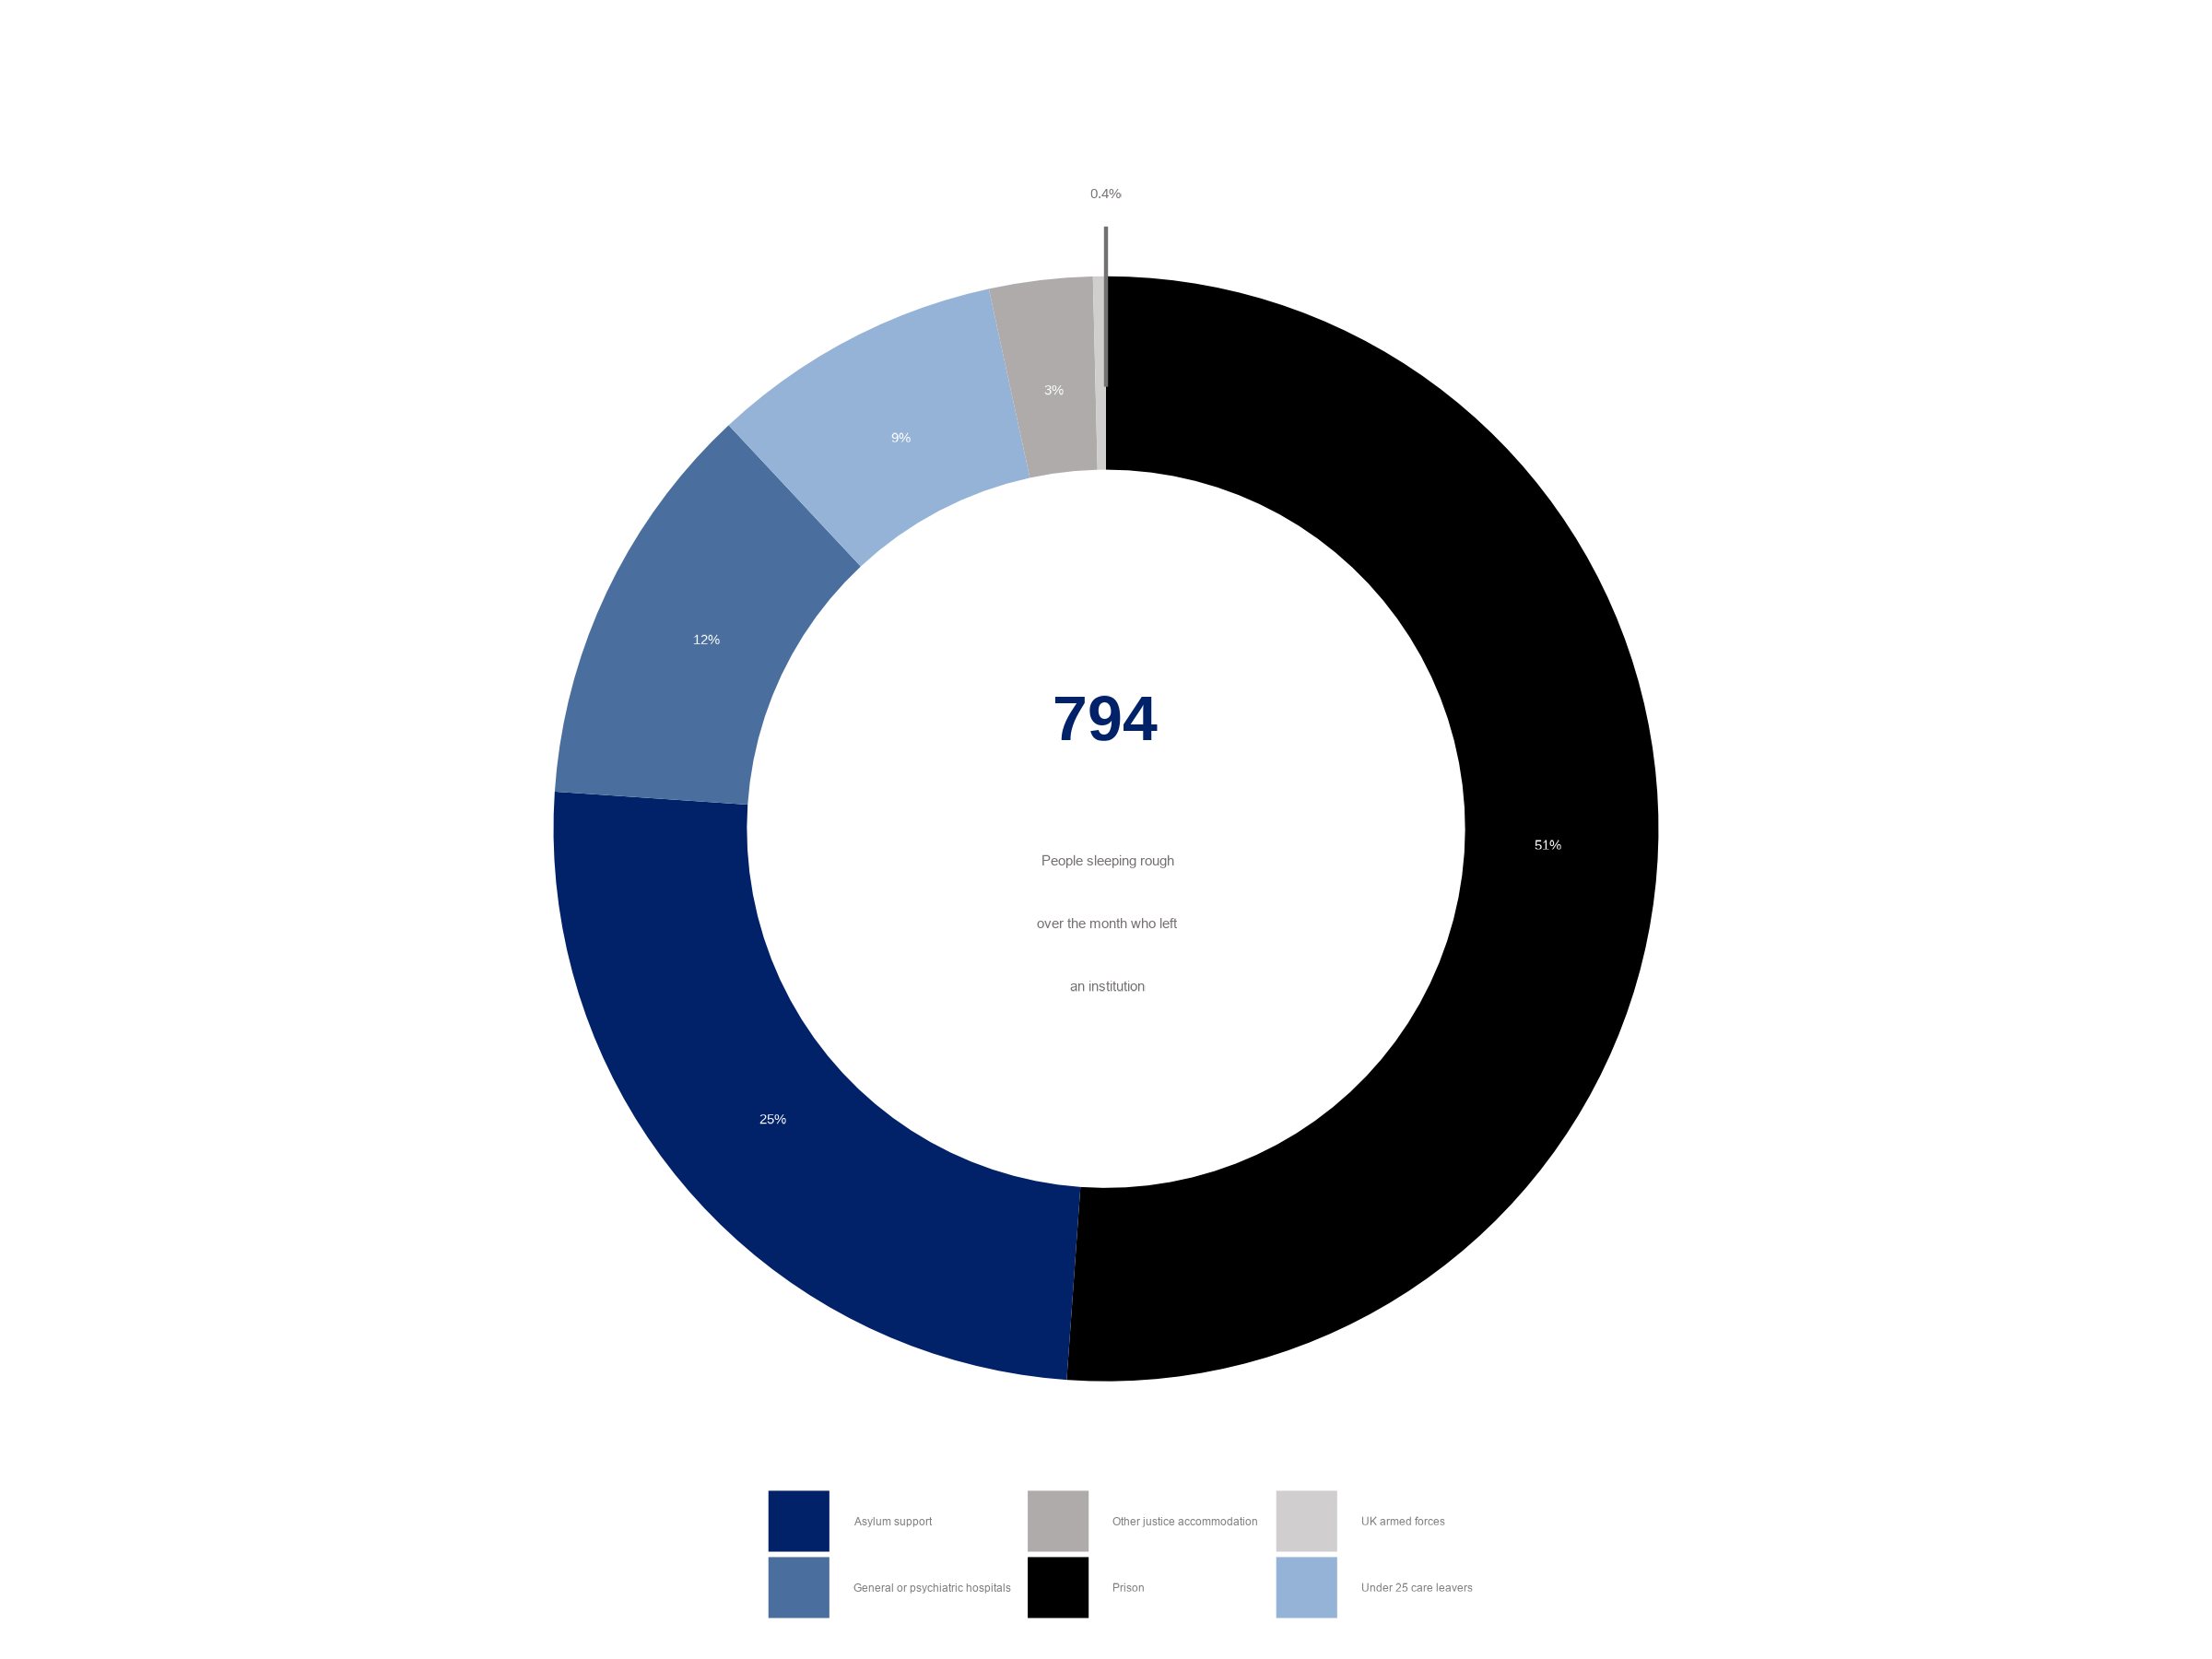 0.4%
3%
9%
12%
794
51%
People sleeping rough
over the month who left
an institution
25%
Asylum support
Other justice accommodation
UK armed forces
General or psychiatric hospitals
Prison
Under 25 care leavers